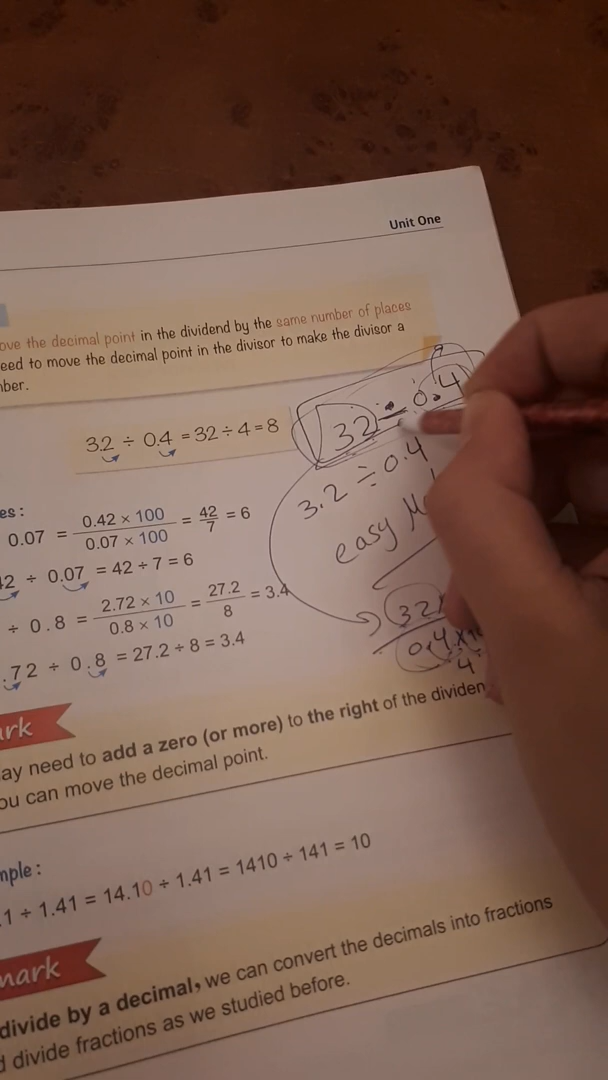 Unit One
ove the decimal point in the dividend by the same number of places
eed to move the decimal point in the divisor to make the divisor a
ber.
3.2 ÷ 0.4 = 32 ÷ 4 = 8
32 ÷ 0.4
3.2 ÷ 0.4
easy
32
0.4
4
es :
0.07 = 0.42 × 100 / 0.07 × 100 = 42 / 7 = 6
42 ÷ 0.07 = 42 ÷ 7 = 6
÷ 0.8 = 2.72 × 10 / 0.8 × 10 = 27.2 / 8 = 3.4
.72 ÷ 0.8 = 27.2 ÷ 8 = 3.4
ark
ay need to add a zero (or more) to the right of the dividen
ou can move the decimal point.
mple :
.1 ÷ 1.41 = 14.10 ÷ 1.41 = 1410 ÷ 141 = 10
mark
divide by a decimal, we can convert the decimals into fractions
d divide fractions as we studied before.